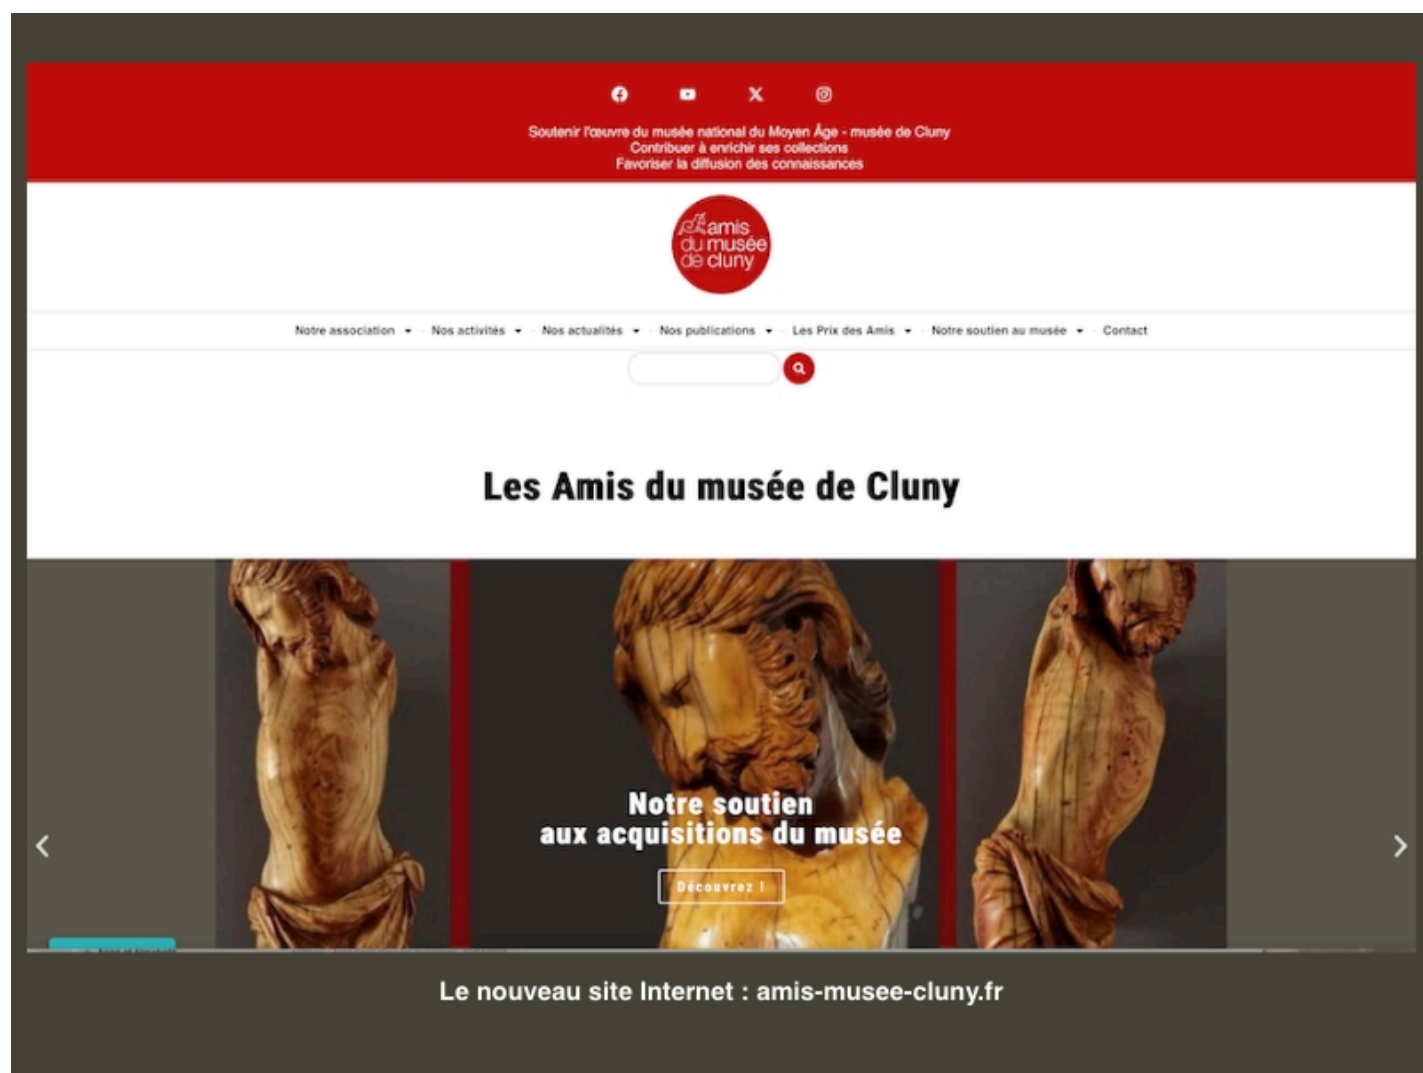 Soutenir l'œuvre du musée national du Moyen Âge - musée de Cluny
Contribuer à enrichir ses collections
Favoriser la diffusion des connaissances
amis
du musée
de cluny
Notre association Nos activités Nos actualités Nos publications Les Prix des Amis Notre soutien au musée Contact
Les Amis du musée de Cluny
Notre soutien
aux acquisitions du musée
Découvrez !
Le nouveau site Internet : amis-musee-cluny.fr